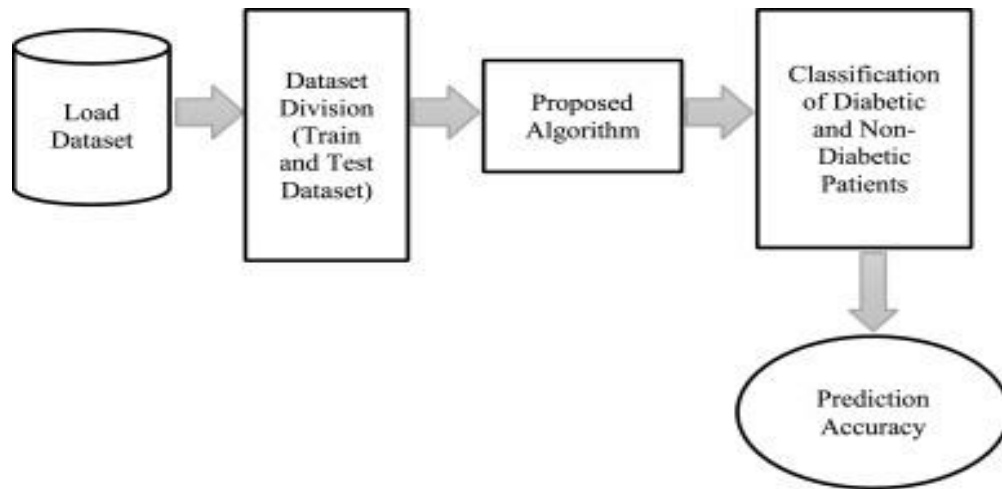 Load
Dataset
Dataset
Division
(Train
and Test
Dataset)
Proposed
Algorithm
Classification
of Diabetic
and Non-
Diabetic
Patients
Prediction
Accuracy